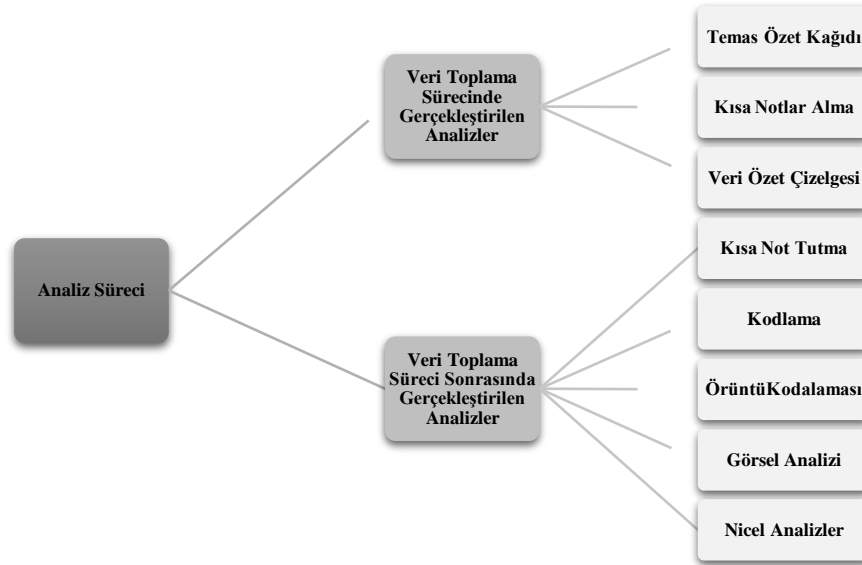 Analiz Süreci
Veri Toplama
Sürecinde
Gerçekleştirilen
Analizler
Temas Özet Kağıdı
Kısa Notlar Alma
Veri Özet Çizelgesi
Veri Toplama
Süreci Sonrasında
Gerçekleştirilen
Analizler
Kısa Not Tutma
Kodlama
ÖrüntüKodalaması
Görsel Analizi
Nicel Analizler